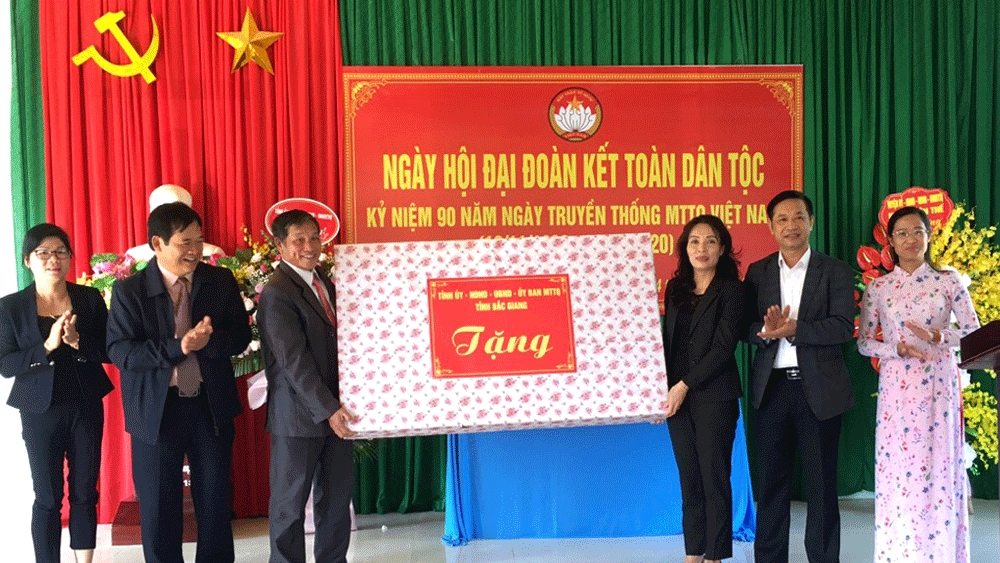 NGÀY HỘI ĐẠI ĐOÀN KẾT TOÀN DÂN TỘC
KỶ NIỆM 90 NĂM NGÀY TRUYỀN THỐNG MTTQ VIỆT NA
20)
TỈNH ỦY - HĐND - UBND - ỦY BAN MTTQ
TỈNH BẮC GIANG
Tặng